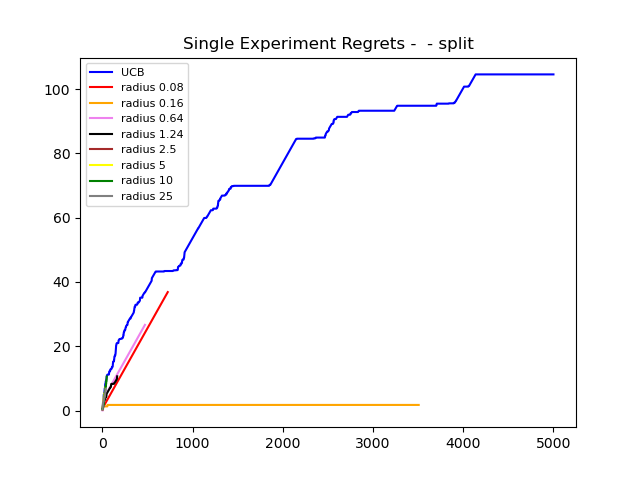 Single Experiment Regrets -  - split
UCB
radius 0.08
radius 0.16
radius 0.64
radius 1.24
radius 2.5
radius 5
radius 10
radius 25
100
80
60
40
20
0
0 1000 2000 3000 4000 5000